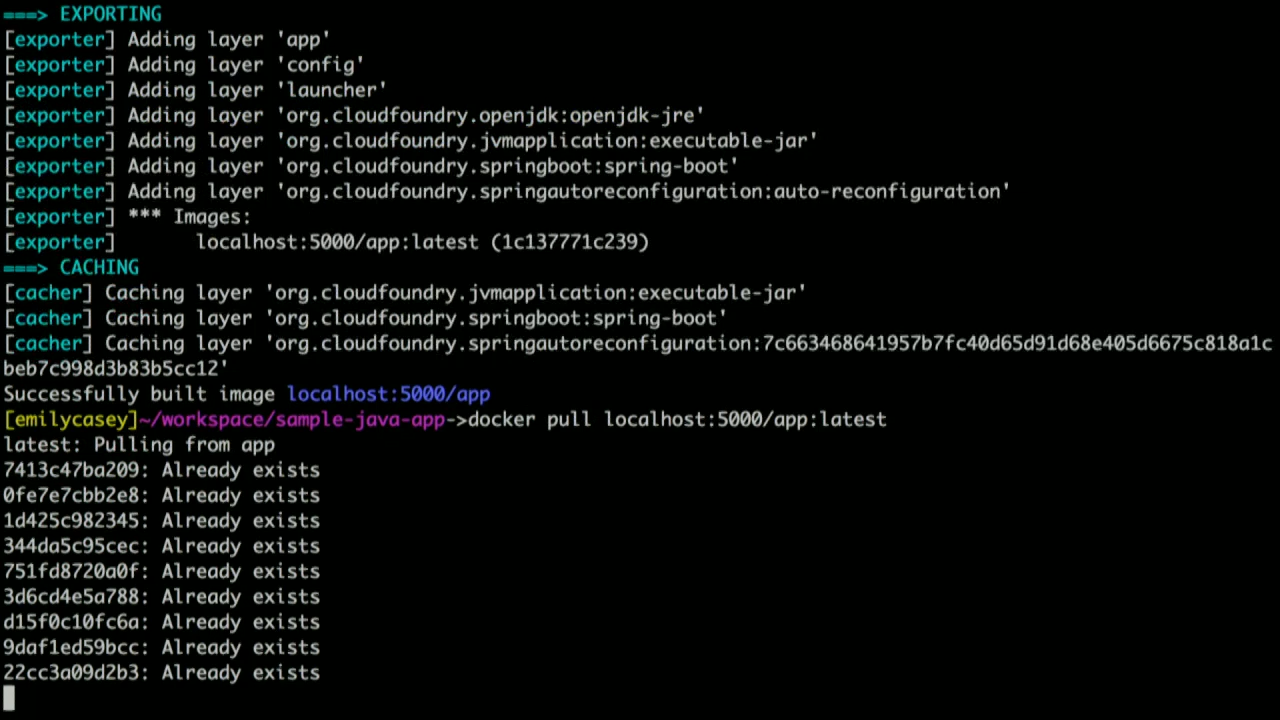 ===> EXPORTING
[exporter] Adding layer 'app'
[exporter] Adding layer 'config'
[exporter] Adding layer 'launcher'
[exporter] Adding layer 'org.cloudfoundry.openjdk:openjdk-jre'
[exporter] Adding layer 'org.cloudfoundry.jvmapplication:executable-jar'
[exporter] Adding layer 'org.cloudfoundry.springboot:spring-boot'
[exporter] Adding layer 'org.cloudfoundry.springautoreconfiguration:auto-reconfiguration'
[exporter] *** Images:
[exporter]       localhost:5000/app:latest (1c137771c239)
===> CACHING
[cacher] Caching layer 'org.cloudfoundry.jvmapplication:executable-jar'
[cacher] Caching layer 'org.cloudfoundry.springboot:spring-boot'
[cacher] Caching layer 'org.cloudfoundry.springautoreconfiguration:7c663468641957b7fc40d65d91d68e405d6675c818a1c
beb7c998d3b83b5cc12'
Successfully built image localhost:5000/app
[emilycasey]~/workspace/sample-java-app->docker pull localhost:5000/app:latest
latest: Pulling from app
7413c47ba209: Already exists
0fe7e7cbb2e8: Already exists
1d425c982345: Already exists
344da5c95cec: Already exists
751fd8720a0f: Already exists
3d6cd4e5a788: Already exists
d15f0c10fc6a: Already exists
9daf1ed59bcc: Already exists
22cc3a09d2b3: Already exists